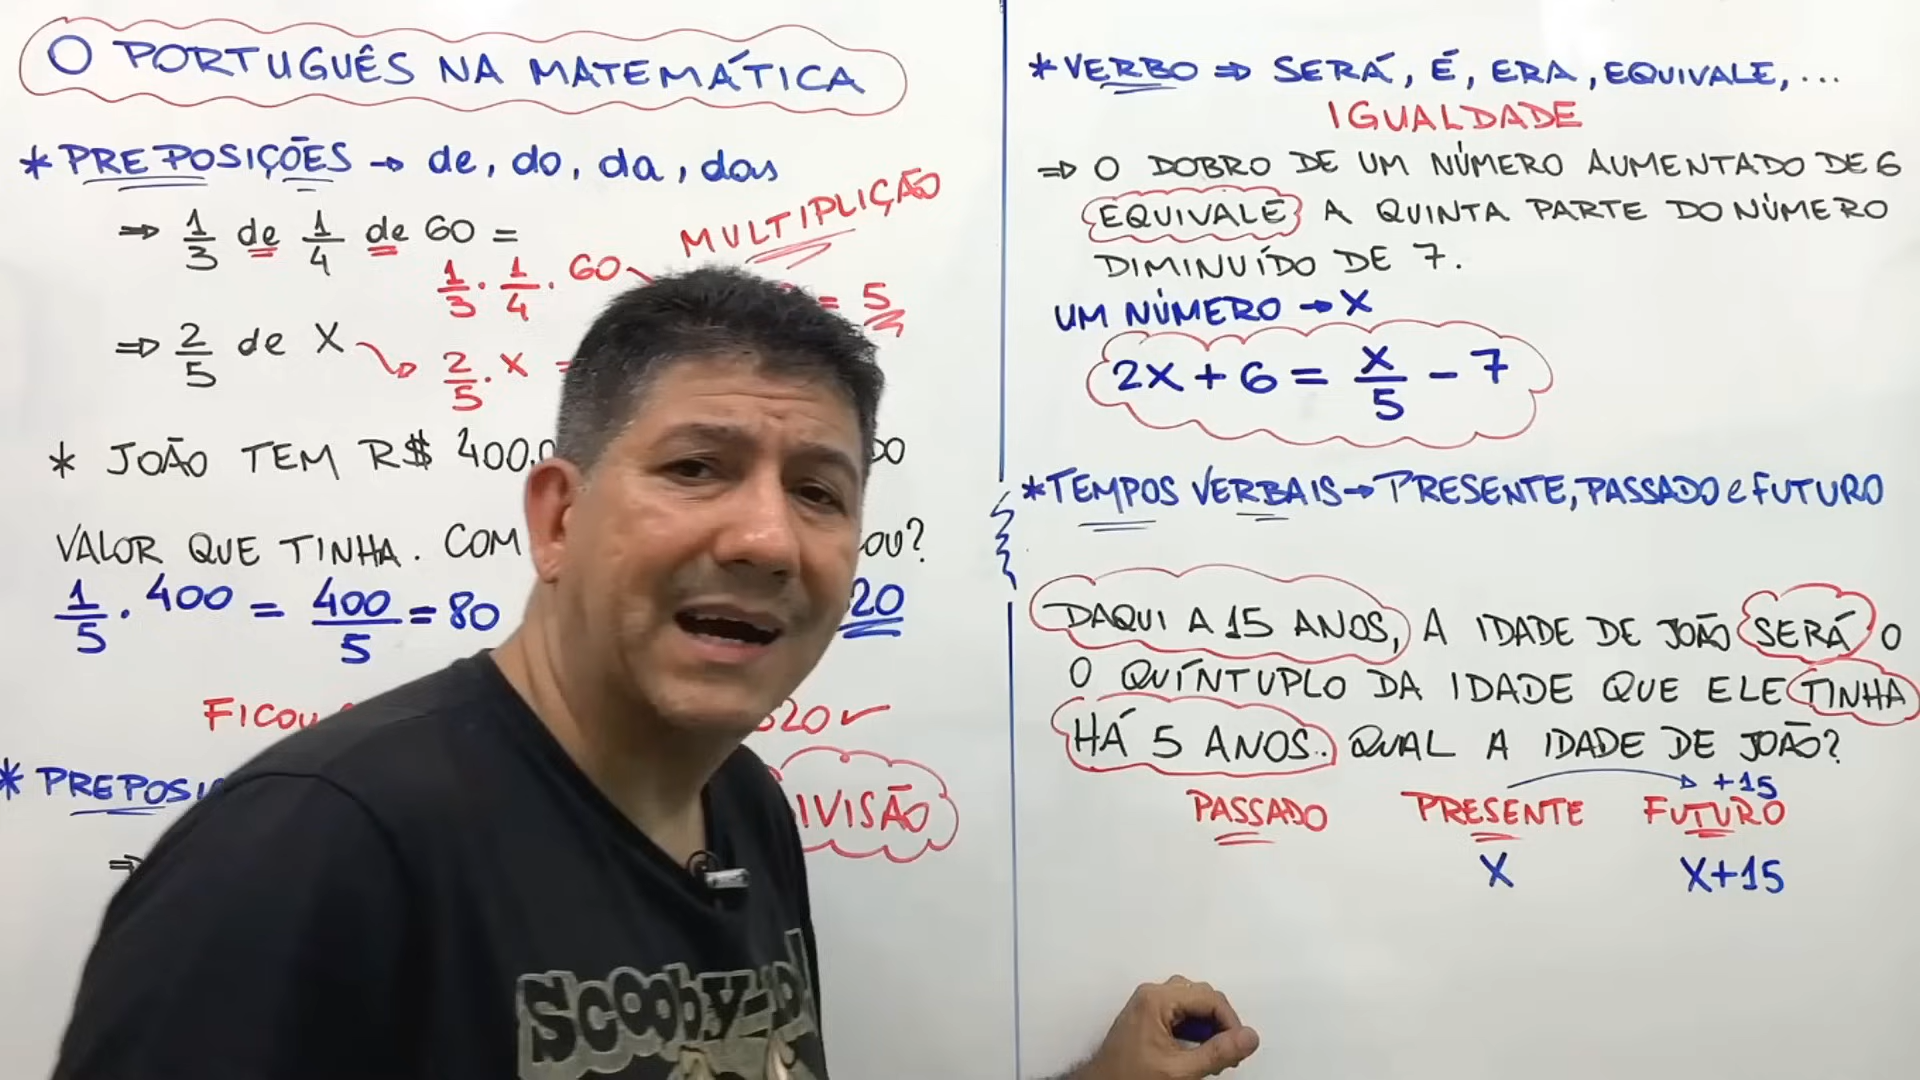 O PORTUGUÊS NA MATEMÁTICA
* PREPOSIÇÕES → de, do, da, dos
⇒ 1/3 de 1/4 de 60 =
MULTIPLIÇÃO
1/3 . 1/4 . 60 = 5
⇒ 2/5 de X
2/5 . X =
* JOÃO TEM R$ 400,
VALOR QUE TINHA. COM
1/5 . 400 = 400/5 = 80
20
FICOU
320 ✓
* PREPOSI
IVISÃO
⇒
* VERBO ⇒ SERÁ, É, ERA, EQUIVALE, ...
IGUALDADE
⇒ O DOBRO DE UM NÚMERO AUMENTADO DE 6
EQUIVALE A QUINTA PARTE DO NÚMERO
DIMINUÍDO DE 7.
UM NÚMERO → X
2X + 6 = X/5 - 7
* TEMPOS VERBAIS → PRESENTE, PASSADO e FUTURO
DAQUI A 15 ANOS, A IDADE DE JOÃO SERÁ O
O QUÍNTUPLO DA IDADE QUE ELE TINHA
HÁ 5 ANOS. QUAL A IDADE DE JOÃO?
+15
PASSADO PRESENTE FUTURO
X X+15
SCOOBY-DO